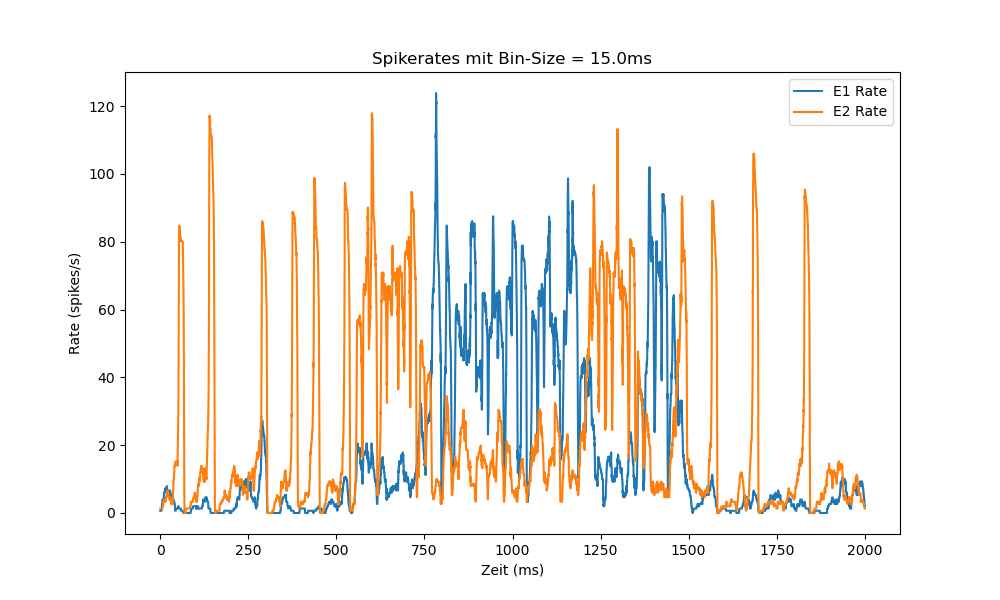 Spikerates mit Bin-Size = 15.0ms
E1 Rate
E2 Rate
120
100
80
60
40
20
0
Rate (spikes/s)
0 250 500 750 1000 1250 1500 1750 2000
Zeit (ms)